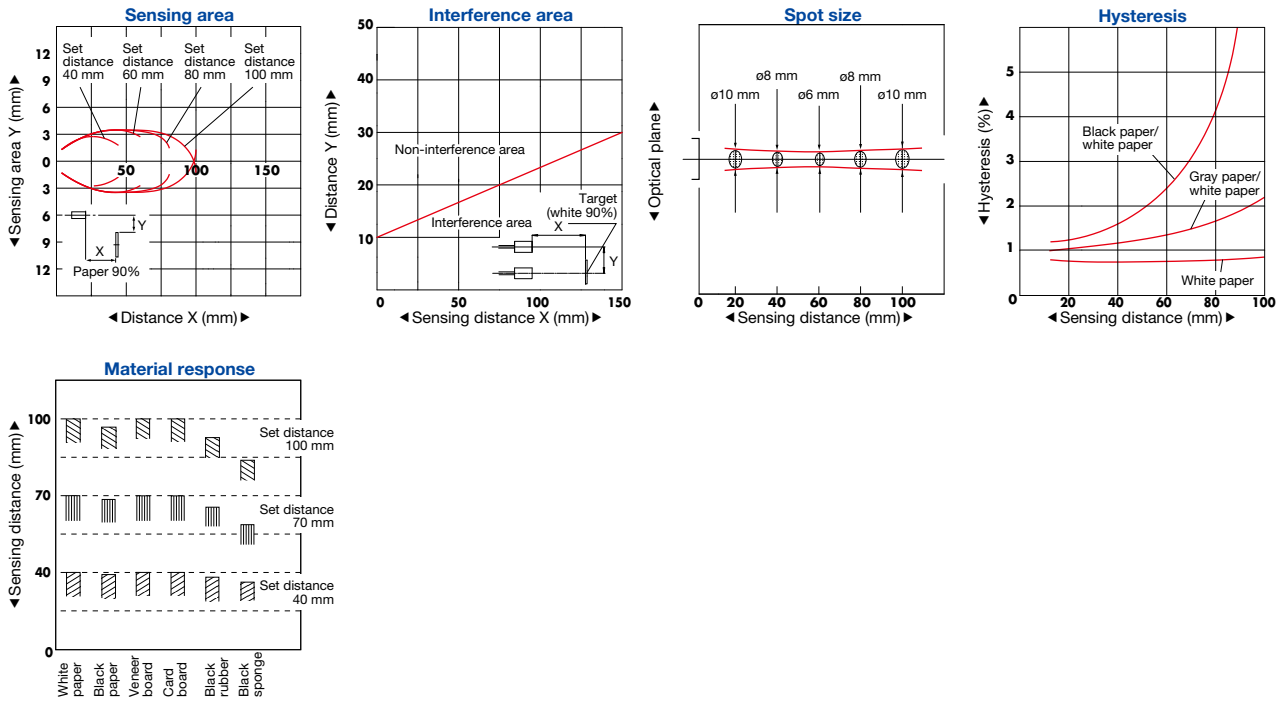 Sensing area
Set distance 40 mm
Set distance 60 mm
Set distance 80 mm
Set distance 100 mm
12
9
6
3
0
3
6
9
12
50
100
150
X
Y
Paper 90%
◄Sensing area Y (mm)►
◄Distance X (mm)►
Interference area
50
40
30
20
10
0
50
100
150
Non-interference area
Interference area
Target
(white 90%)
X
Y
◄Distance Y (mm)►
◄Sensing distance X (mm)►
Spot size
ø10 mm
ø8 mm
ø6 mm
ø8 mm
ø10 mm
◄Optical plane►
0
20
40
60
80
100
◄Sensing distance (mm)►
Hysteresis
5
4
3
2
1
0
20
40
60
80
100
Black paper/
white paper
Gray paper/
white paper
White paper
◄Hysteresis (%)►
◄Sensing distance (mm)►
Material response
100
70
40
0
Set distance
100 mm
Set distance
70 mm
Set distance
40 mm
◄Sensing distance (mm)►
White
paper
Black
paper
Veneer
board
Card
board
Black
rubber
Black
sponge